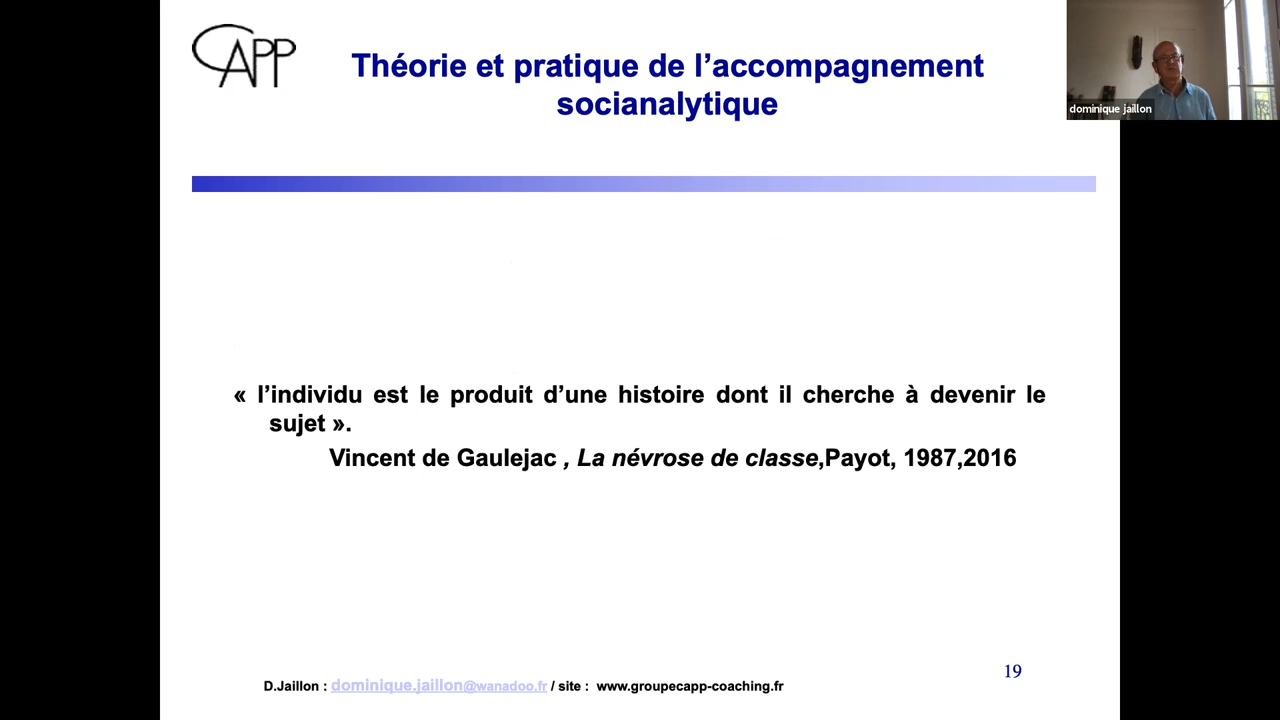 CAPP
Théorie et pratique de l’accompagnement
socianalytique
dominique jaillon
« l’individu est le produit d’une histoire dont il cherche à devenir le
sujet ».
Vincent de Gaulejac , La névrose de classe,Payot, 1987,2016
19
D.Jaillon : dominique.jaillon@wanadoo.fr / site : www.groupecapp-coaching.fr